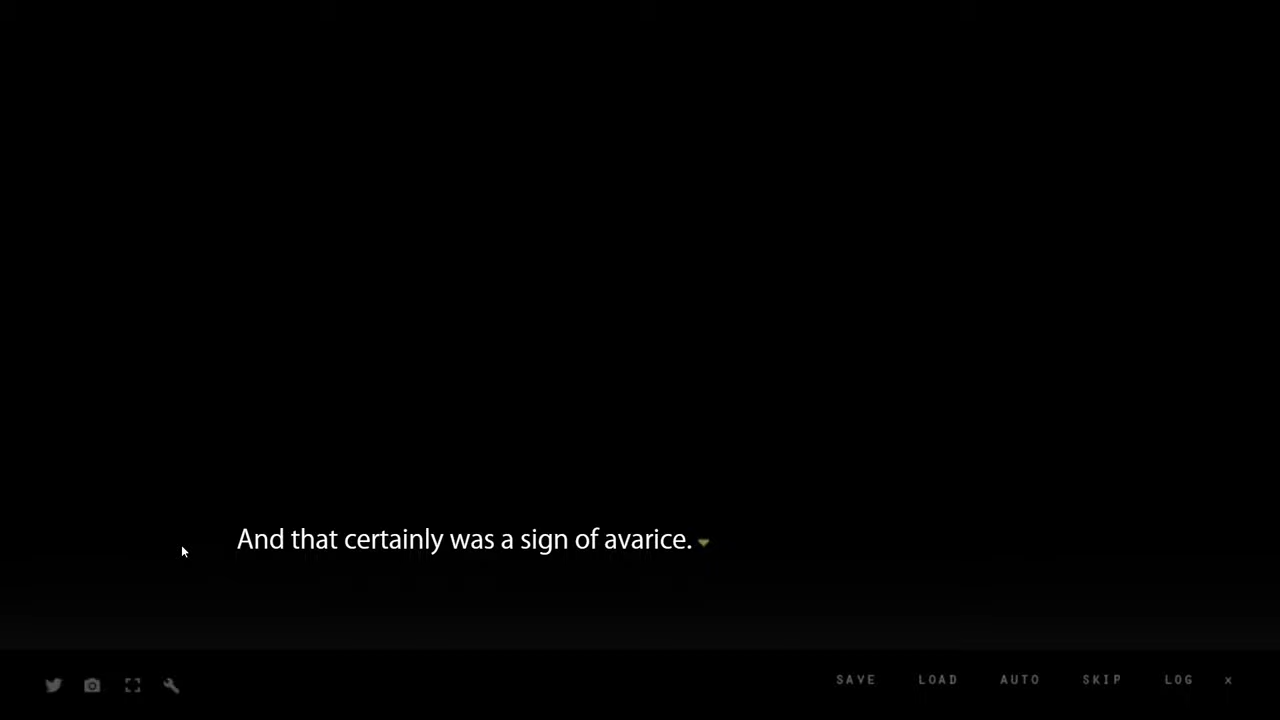 And that certainly was a sign of avarice.
SAVE LOAD AUTO SKIP LOG ×